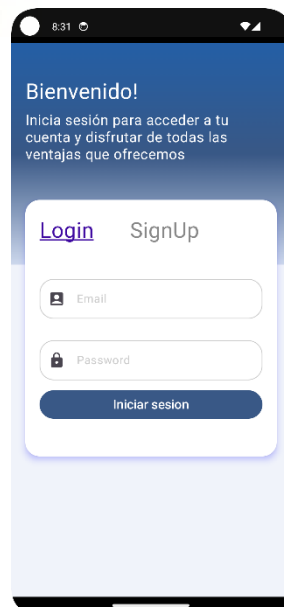 8:31
Bienvenido!
Inicia sesión para acceder a tu
cuenta y disfrutar de todas las
ventajas que ofrecemos
Login SignUp
Email
Password
Iniciar sesion